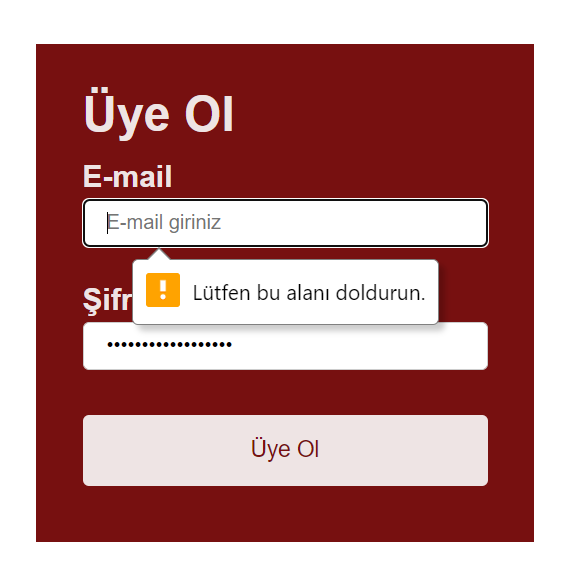 Üye Ol
E-mail
E-mail giriniz
Lütfen bu alanı doldurun.
Şifr
••••••••••••••••••
Üye Ol